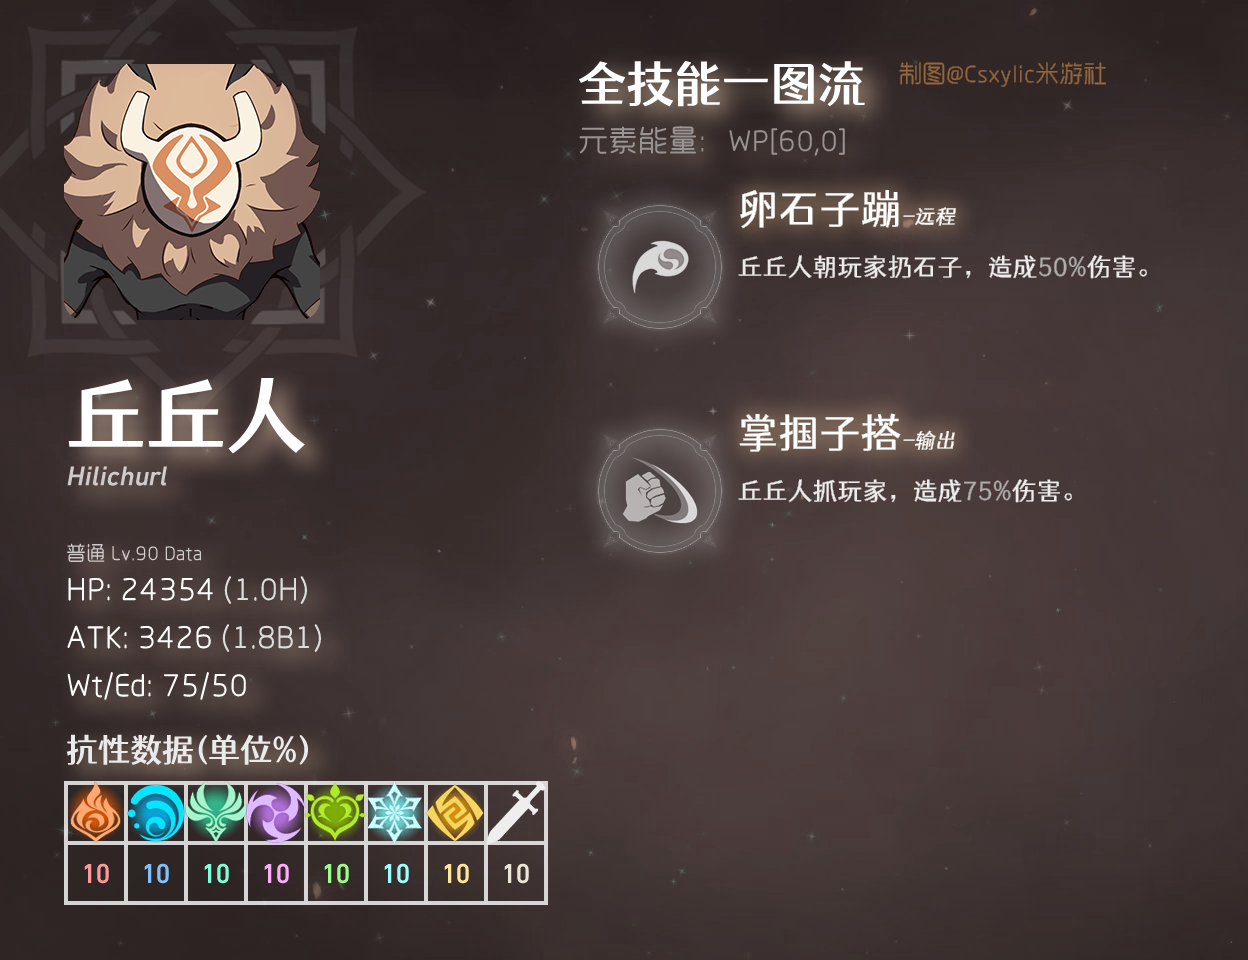 全技能一图流
制图@Csxylic米游社
元素能量: WP[60,0]
卵石子蹦-远程
丘丘人朝玩家扔石子，造成50%伤害。
掌掴子搭-输出
丘丘人抓玩家，造成75%伤害。
丘丘人
Hilichurl
普通 Lv.90 Data
HP: 24354 (1.0H)
ATK: 3426 (1.8B1)
Wt/Ed: 75/50
抗性数据(单位%)
10 10 10 10 10 10 10 10